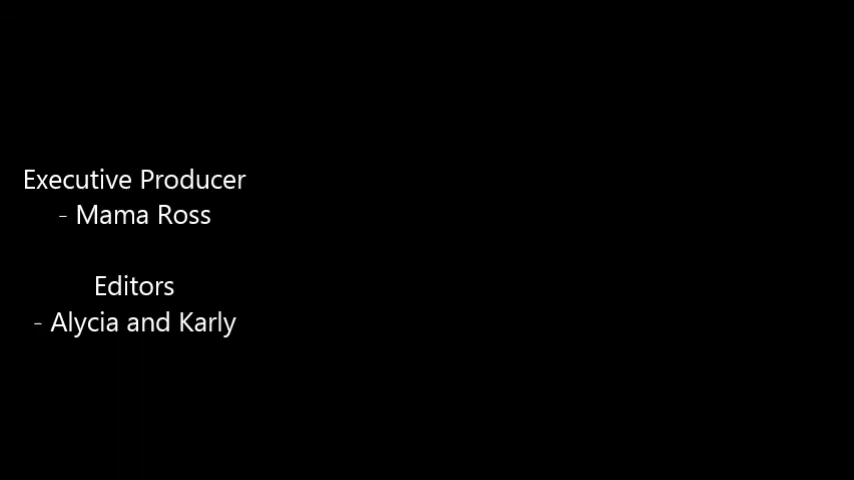 Executive Producer
- Mama Ross
Editors
- Alycia and Karly